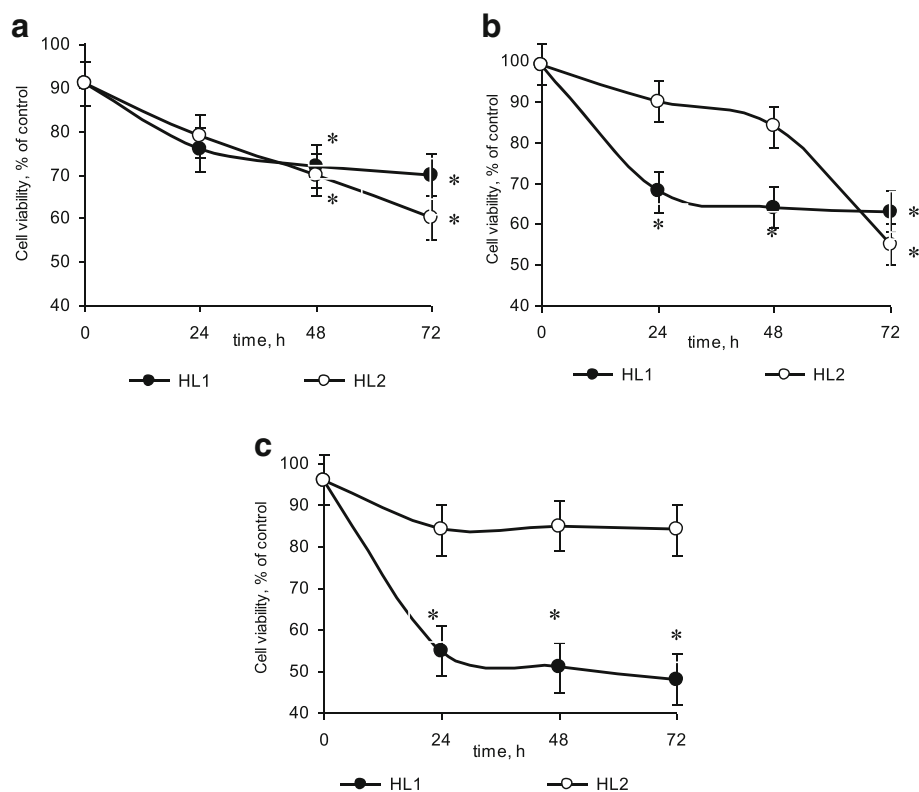 a
Cell viability, % of control
100
90
80
70
60
50
40
*
*
*
*
0 24 48 72
time, h
HL1 HL2
b
Cell viability, % of control
100
90
80
70
60
50
40
*
*
*
*
0 24 48 72
time, h
HL1 HL2
c
Cell viability, % of control
100
90
80
70
60
50
40
* * *
0 24 48 72
time, h
HL1 HL2